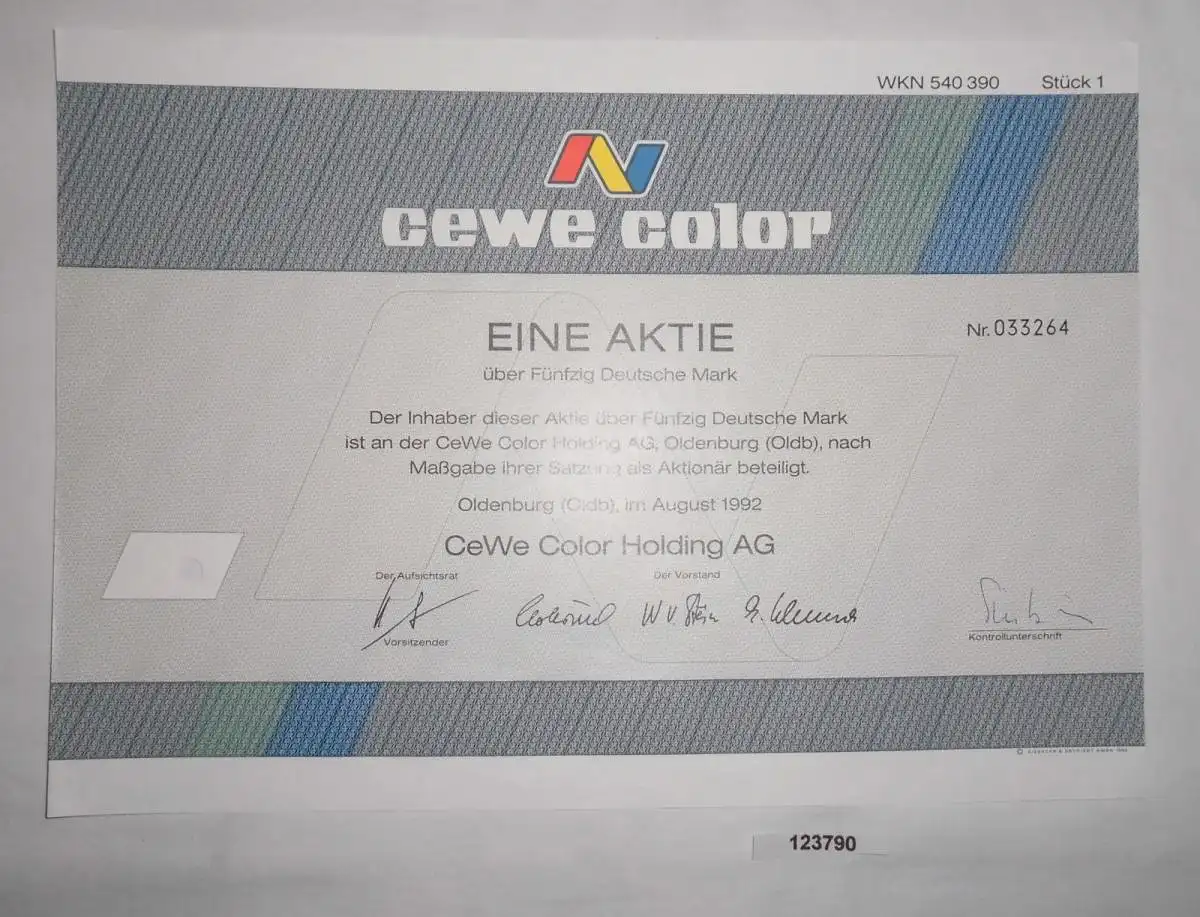 WKN 540 390 Stück 1
cewe color
EINE AKTIE
Nr. 033264
über Fünfzig Deutsche Mark
Der Inhaber dieser Aktie über Fünfzig Deutsche Mark
ist an der CeWe Color Holding AG, Oldenburg (Oldb), nach
Maßgabe ihrer Satzung als Aktionär beteiligt.
Oldenburg (Oldb), im August 1992
CeWe Color Holding AG
Der Aufsichtsrat Der Vorstand
Vorsitzender
Kontrollunterschrift
123790